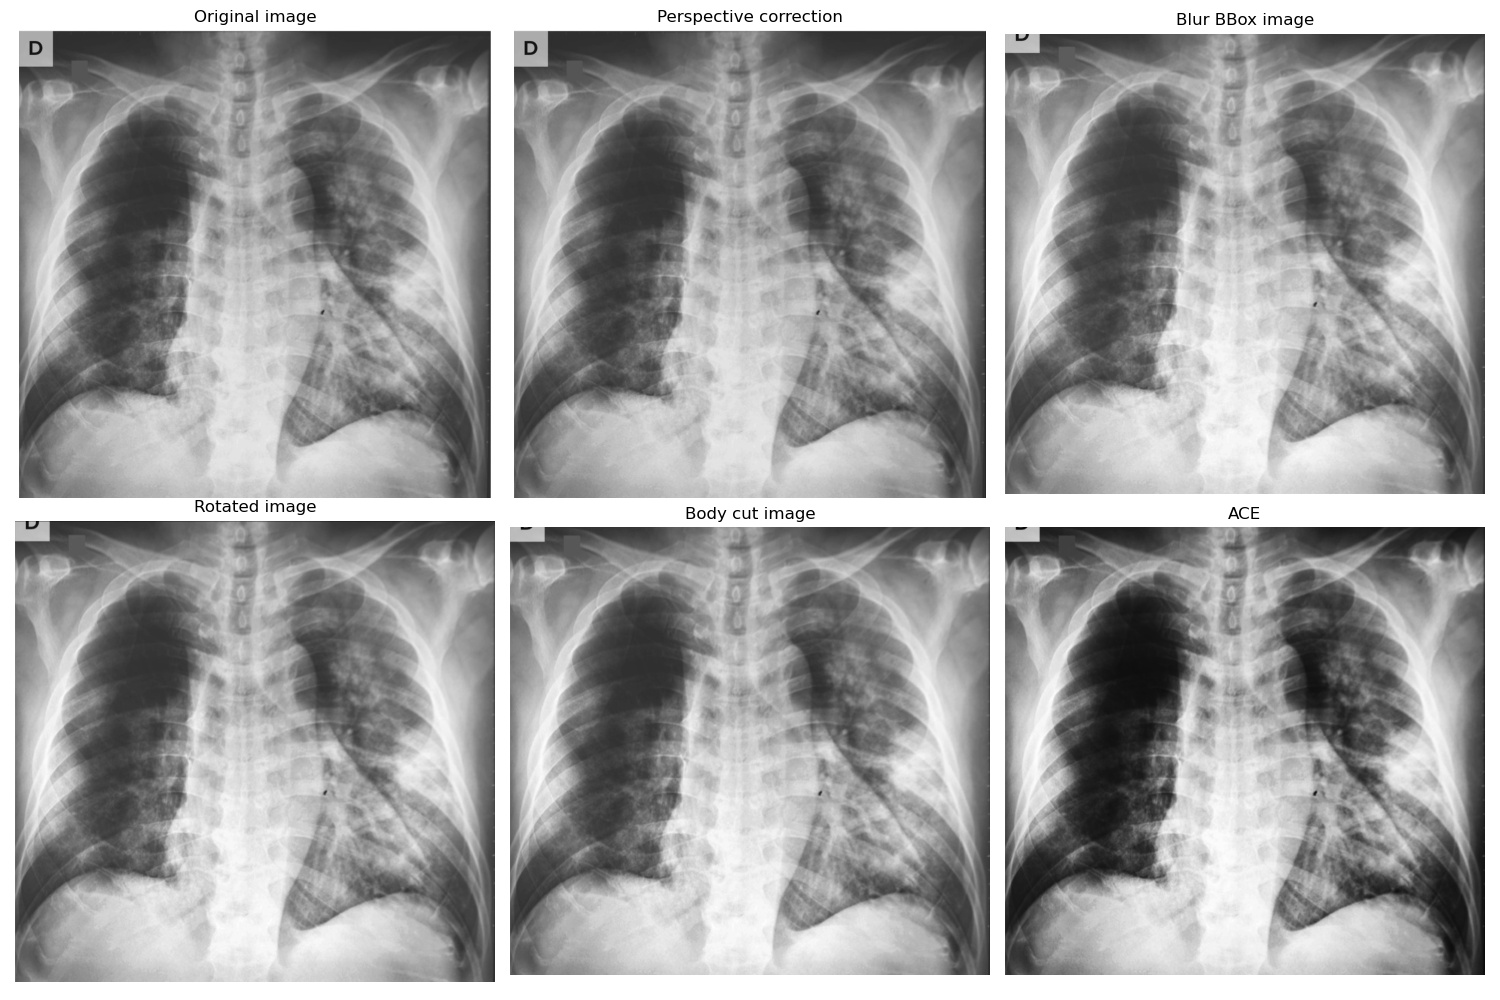 Original image
Perspective correction
Blur BBox image
D
D
D
Rotated image
Body cut image
ACE
D
D
D